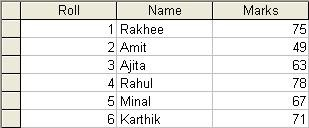 Roll Name Marks
1 Rakhee 75
2 Amit 49
3 Ajita 63
4 Rahul 78
5 Minal 67
6 Karthik 71